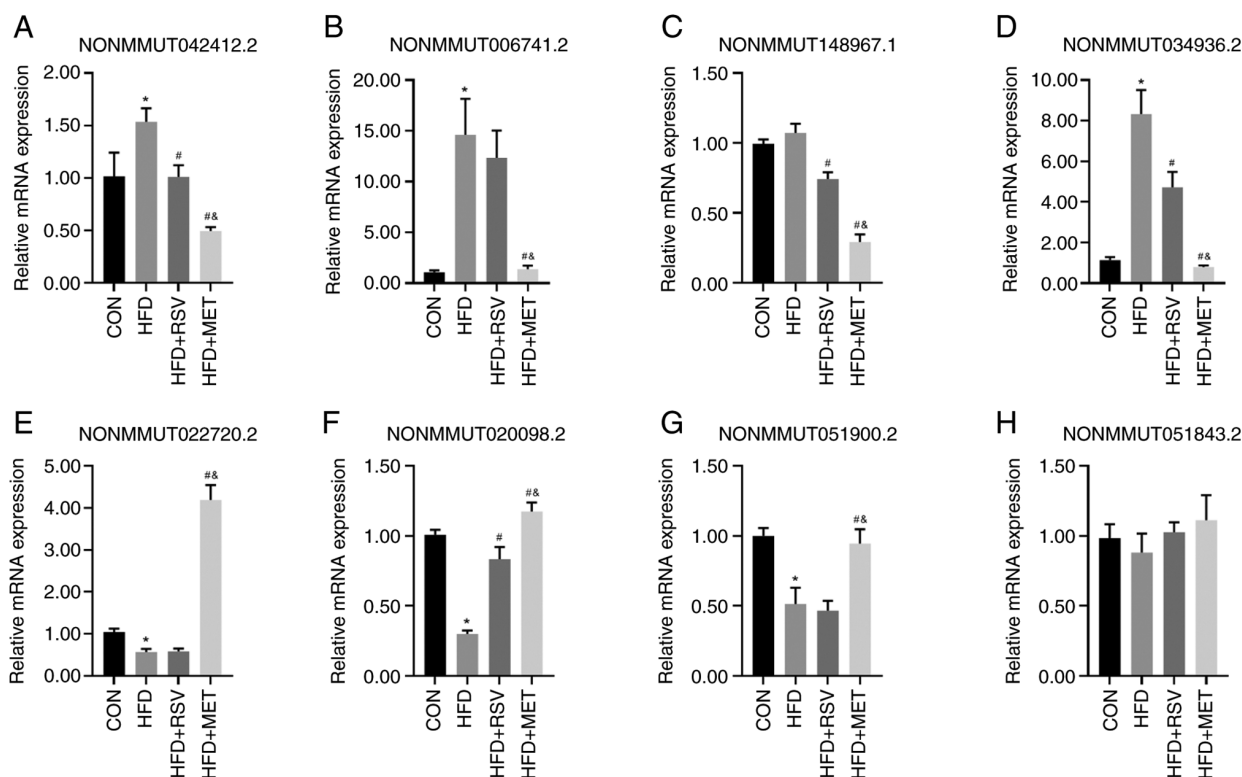 A
NONMMUT042412.2
Relative mRNA expression
2.00
1.50
1.00
0.50
0.00
*
#
#&
CON
HFD
HFD+RSV
HFD+MET
B
NONMMUT006741.2
Relative mRNA expression
20.00
15.00
10.00
5.00
0.00
*
#&
CON
HFD
HFD+RSV
HFD+MET
C
NONMMUT148967.1
Relative mRNA expression
1.50
1.00
0.50
0.00
#
#&
CON
HFD
HFD+RSV
HFD+MET
D
NONMMUT034936.2
Relative mRNA expression
10.00
8.00
6.00
4.00
2.00
0.00
*
#
#&
CON
HFD
HFD+RSV
HFD+MET
E
NONMMUT022720.2
Relative mRNA expression
5.00
4.00
3.00
2.00
1.00
0.00
*
#&
CON
HFD
HFD+RSV
HFD+MET
F
NONMMUT020098.2
Relative mRNA expression
1.50
1.00
0.50
0.00
*
#
#&
CON
HFD
HFD+RSV
HFD+MET
G
NONMMUT051900.2
Relative mRNA expression
1.50
1.00
0.50
0.00
*
#&
CON
HFD
HFD+RSV
HFD+MET
H
NONMMUT051843.2
Relative mRNA expression
1.50
1.00
0.50
0.00
CON
HFD
HFD+RSV
HFD+MET